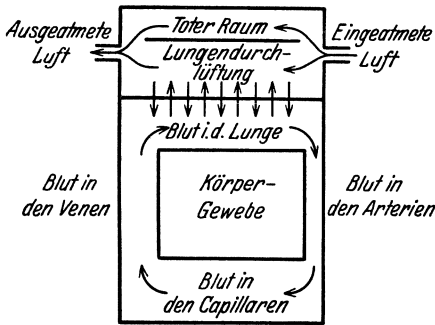 Ausgeatmete
Luft
Toter Raum
Lungendurch-
lüftung
Eingeatmete
Luft
Blut i. d. Lunge
Blut in
den Venen
Körper-
Gewebe
Blut in
den Arterien
Blut in
den Capillaren